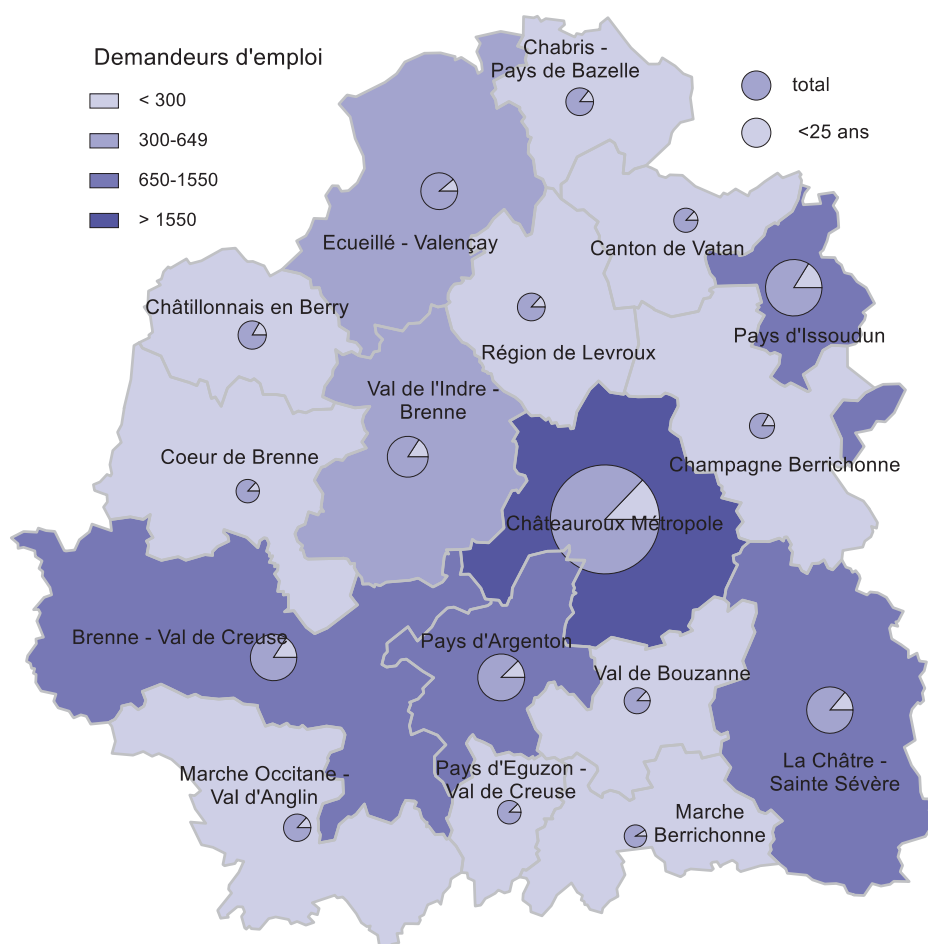 Demandeurs d'emploi
< 300
300-649
650-1550
> 1550
total
<25 ans
Chabris -
Pays de Bazelle
Ecueillé - Valençay
Canton de Vatan
Châtillonnais en Berry
Région de Levroux
Pays d'Issoudun
Val de l'Indre -
Brenne
Coeur de Brenne
Champagne Berrichonne
Châteauroux Métropole
Brenne - Val de Creuse
Pays d'Argenton
Val de Bouzanne
La Châtre -
Sainte Sévère
Marche Occitane -
Val d'Anglin
Pays d'Eguzon -
Val de Creuse
Marche
Berrichonne